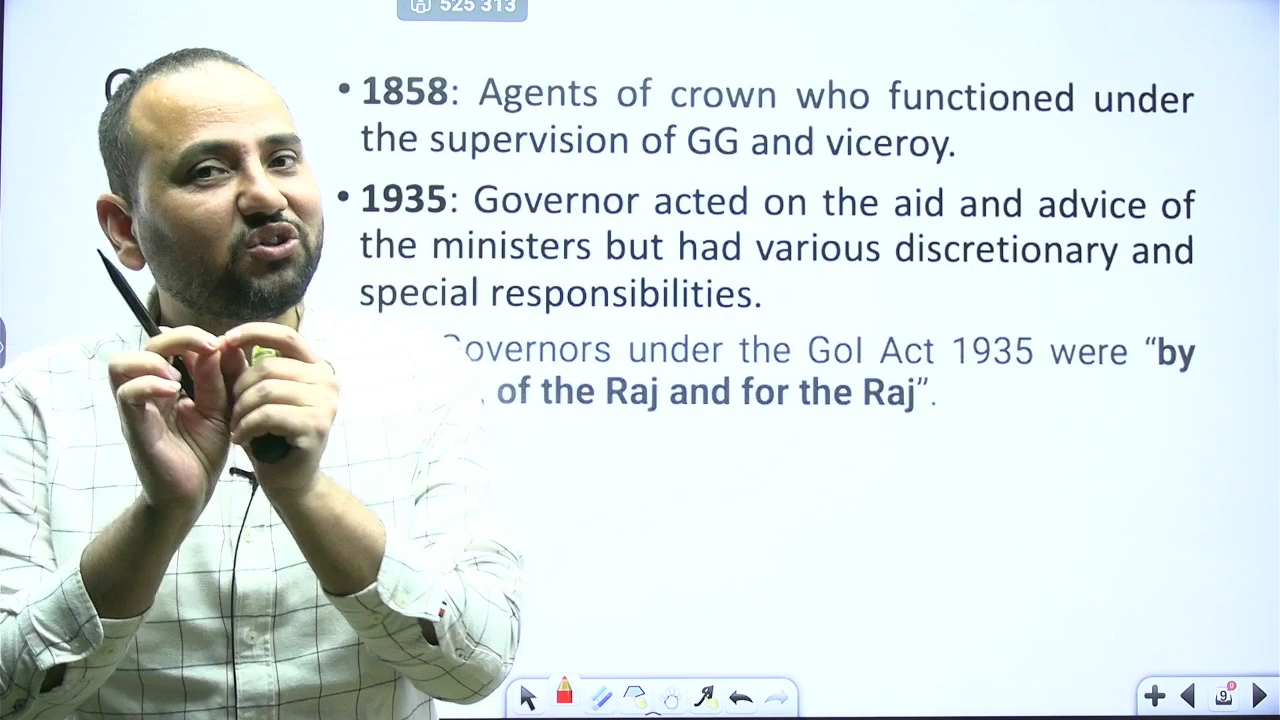 525 313
• 1858: Agents of crown who functioned under
the supervision of GG and viceroy.
• 1935: Governor acted on the aid and advice of
the ministers but had various discretionary and
special responsibilities.
Governors under the GoI Act 1935 were “by
, of the Raj and for the Raj”.
9
0